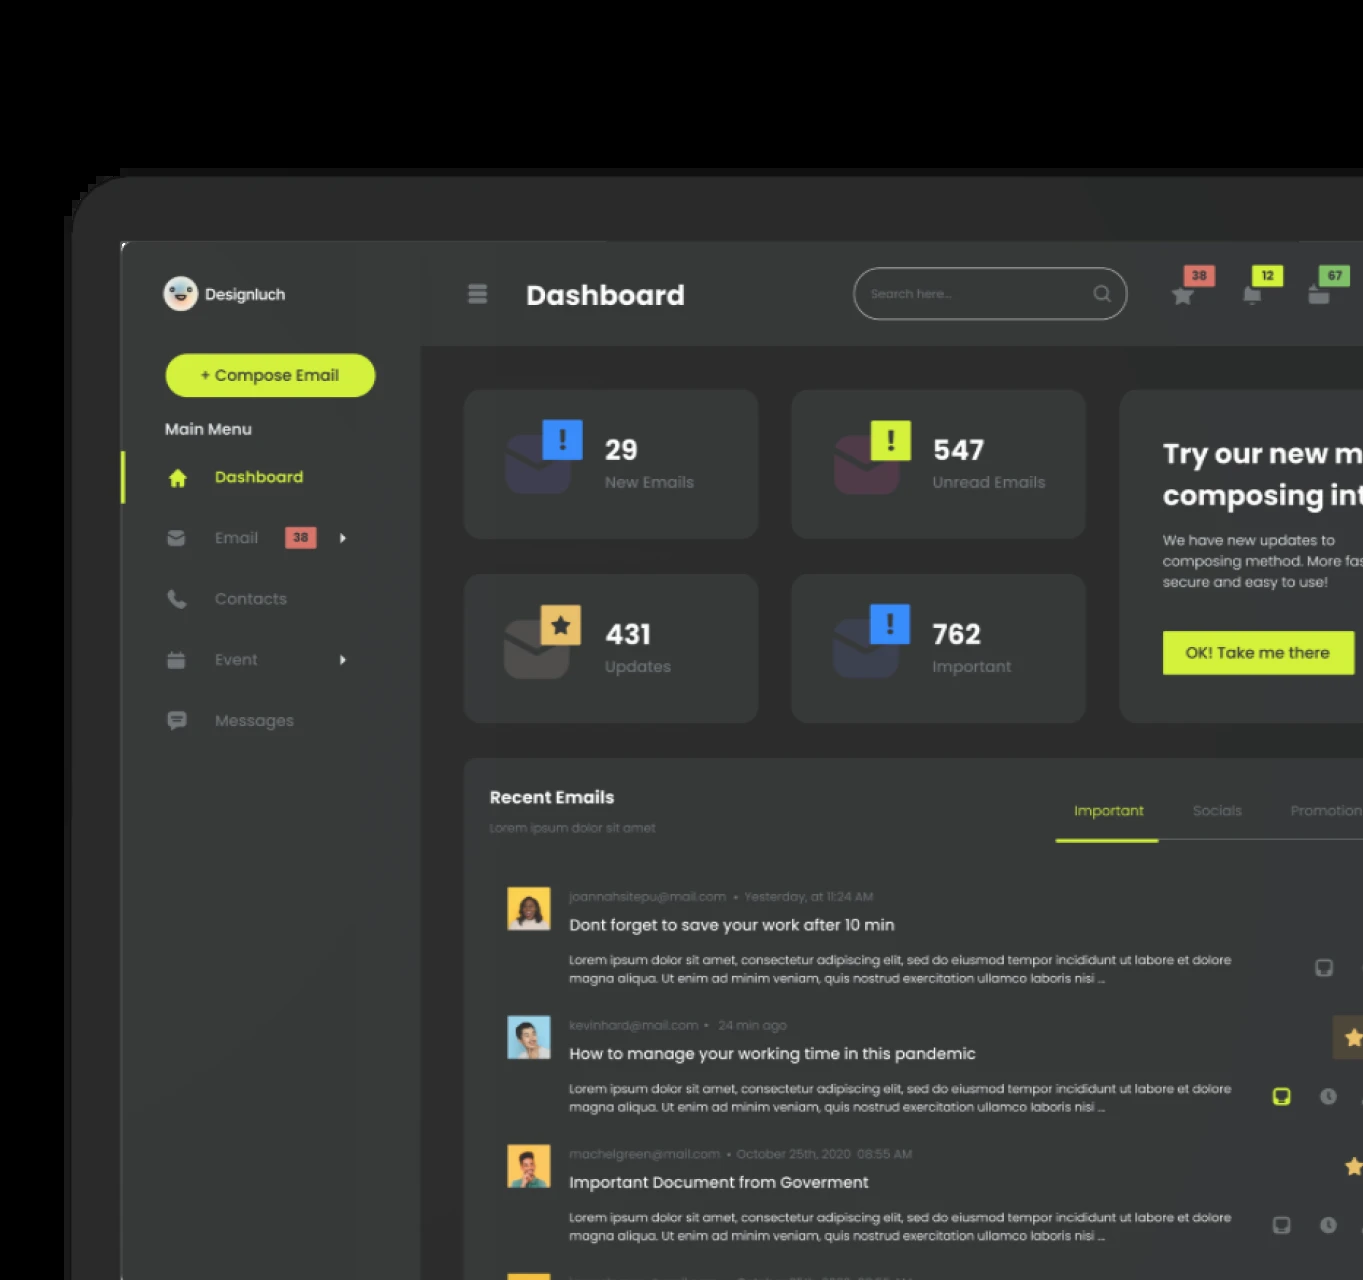 Designluch
Dashboard
Search here...
38
12
67
+ Compose Email
Main Menu
Dashboard
Email
38
Contacts
Event
Messages
!
29
New Emails
!
547
Unread Emails
431
Updates
!
762
Important
Try our new m
composing int
We have new updates to
composing method. More fas
secure and easy to use!
OK! Take me there
Recent Emails
Lorem ipsum dolor sit amet
Important
Socials
Promotion
joannahsitepu@mail.com • Yesterday, at 11:24 AM
Dont forget to save your work after 10 min
Lorem ipsum dolor sit amet, consectetur adipiscing elit, sed do eiusmod tempor incididunt ut labore et dolore
magna aliqua. Ut enim ad minim veniam, quis nostrud exercitation ullamco laboris nisi ...
kevinhard@mail.com • 24 min ago
How to manage your working time in this pandemic
Lorem ipsum dolor sit amet, consectetur adipiscing elit, sed do eiusmod tempor incididunt ut labore et dolore
magna aliqua. Ut enim ad minim veniam, quis nostrud exercitation ullamco laboris nisi ...
machelgreen@mail.com • October 25th, 2020 08:55 AM
Important Document from Goverment
Lorem ipsum dolor sit amet, consectetur adipiscing elit, sed do eiusmod tempor incididunt ut labore et dolore
magna aliqua. Ut enim ad minim veniam, quis nostrud exercitation ullamco laboris nisi ...